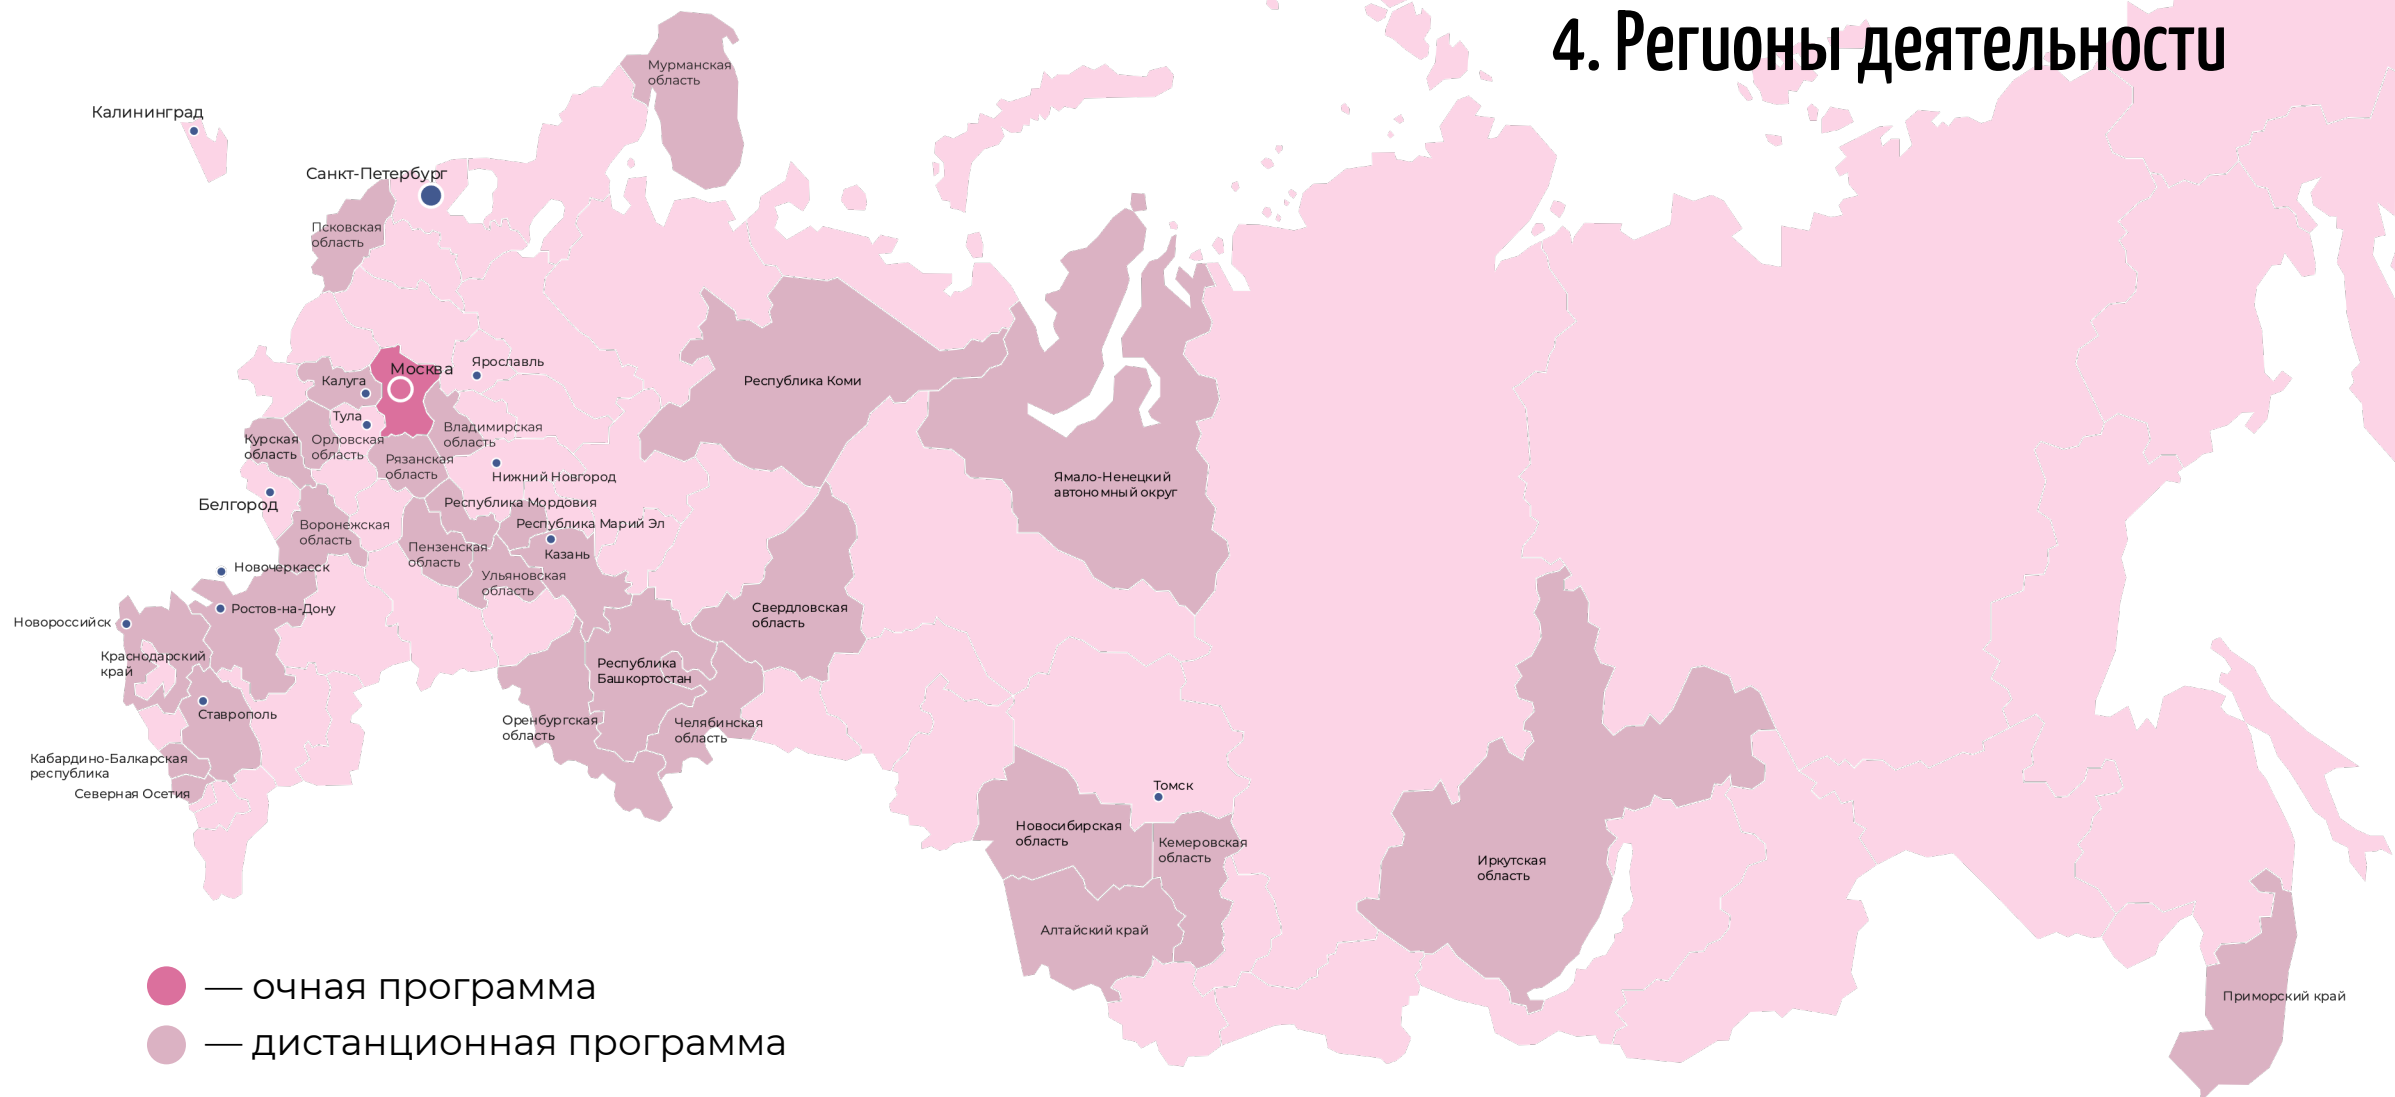 4. Регионы деятельности
Мурманская
область
Калининград
Санкт-Петербург
Псковская
область
Москва
Ярославль
Калуга
Республика Коми
Тула
Владимирская
область
Курская
область
Орловская
область
Рязанская
область
Нижний Новгород
Ямало-Ненецкий
автономный округ
Белгород
Республика Мордовия
Воронежская
область
Республика Марий Эл
Пензенская
область
Казань
Новочеркасск
Ульяновская
область
Ростов-на-Дону
Свердловская
область
Новороссийск
Краснодарский
край
Республика
Башкортостан
Ставрополь
Оренбургская
область
Челябинская
область
Кабардино-Балкарская
республика
Северная Осетия
Томск
Новосибирская
область
Кемеровская
область
Иркутская
область
Алтайский край
Приморский край
— очная программа
— дистанционная программа